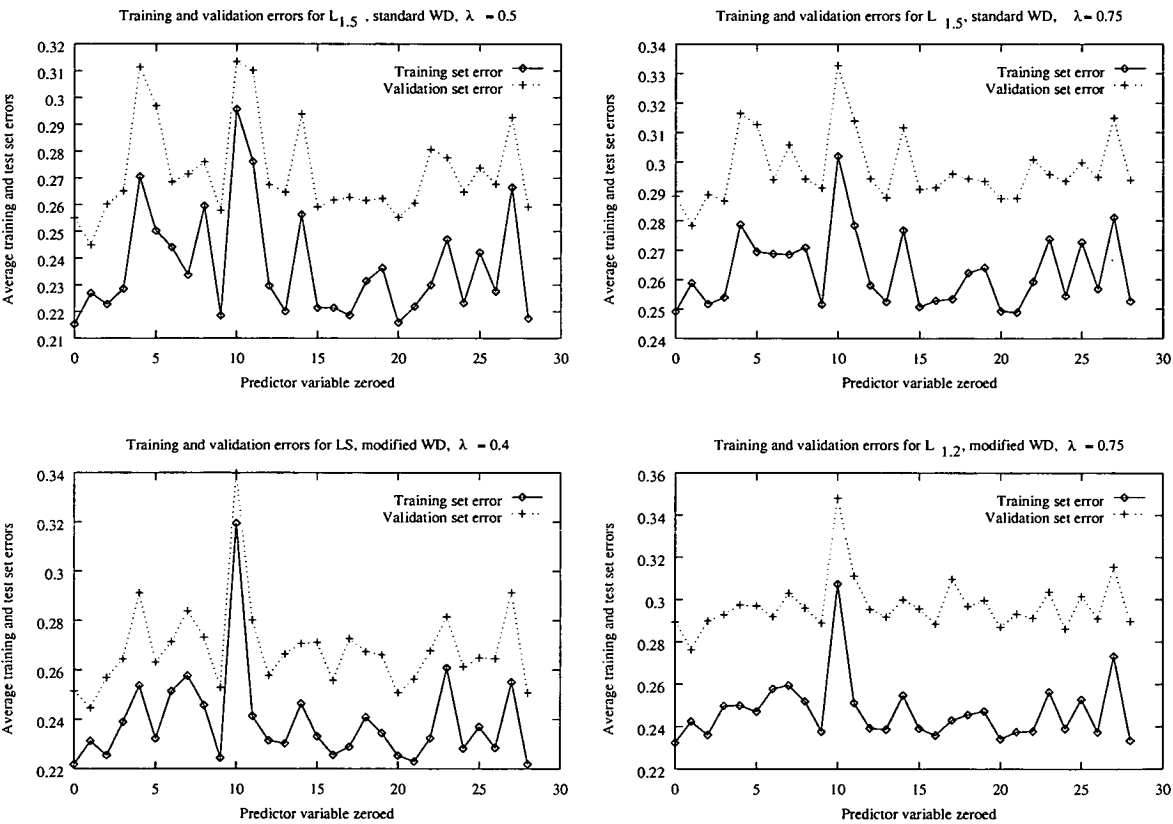 Training and validation errors for L 1.5 , standard WD, λ = 0.5
0.32
0.31
0.3
0.29
0.28
0.27
0.26
0.25
0.24
0.23
0.22
0.21
Average training and test set errors
Training set error
Validation set error
0 5 10 15 20 25 30
Predictor variable zeroed
Training and validation errors for L 1.5, standard WD, λ = 0.75
0.34
0.33
0.32
0.31
0.3
0.29
0.28
0.27
0.26
0.25
0.24
Average training and test set errors
Training set error
Validation set error
0 5 10 15 20 25 30
Predictor variable zeroed
Training and validation errors for LS, modified WD, λ = 0.4
0.34
0.32
0.3
0.28
0.26
0.24
0.22
Average training and test set errors
Training set error
Validation set error
0 5 10 15 20 25 30
Predictor variable zeroed
Training and validation errors for L 1.2, modified WD, λ = 0.75
0.36
0.34
0.32
0.3
0.28
0.26
0.24
0.22
Average training and test set errors
Training set error
Validation set error
0 5 10 15 20 25 30
Predictor variable zeroed